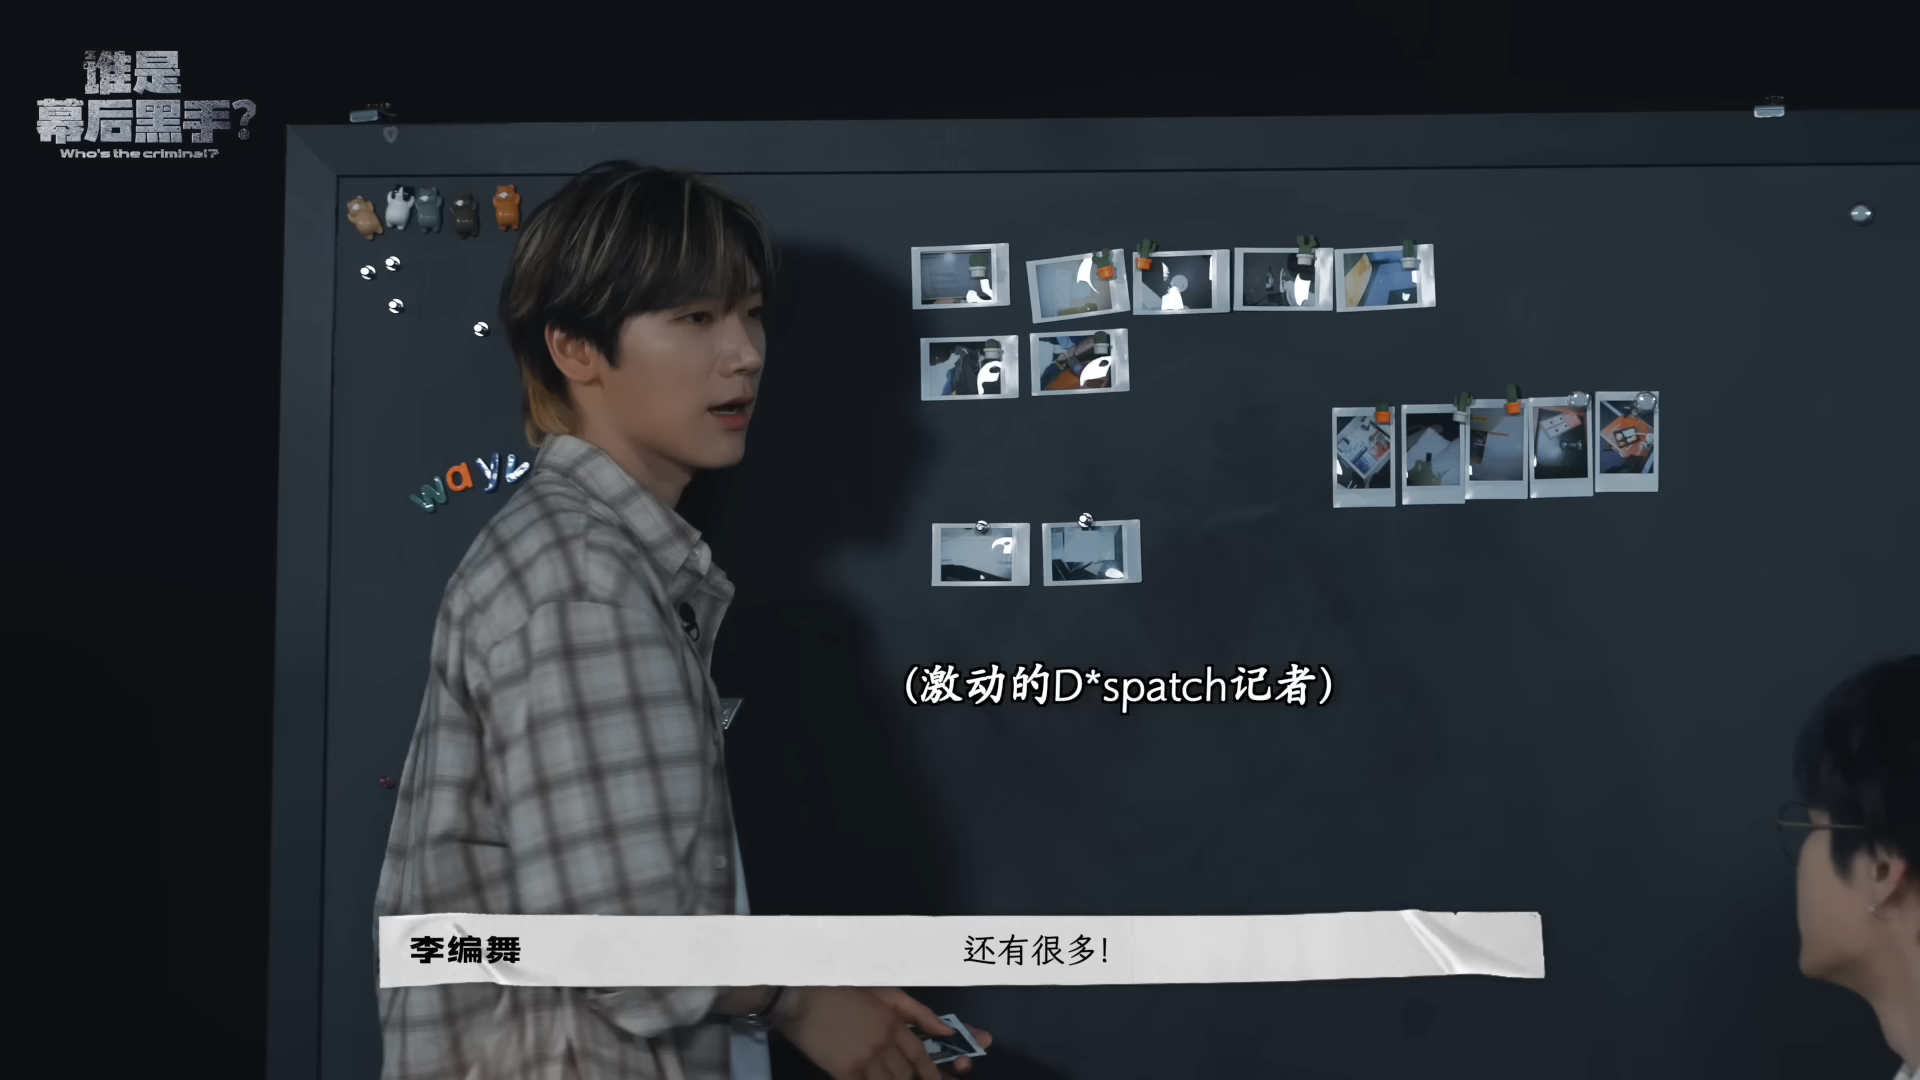 谁是
幕后黑手?
Who's the criminal?
way
(激动的D*spatch记者)
李编舞
还有很多!